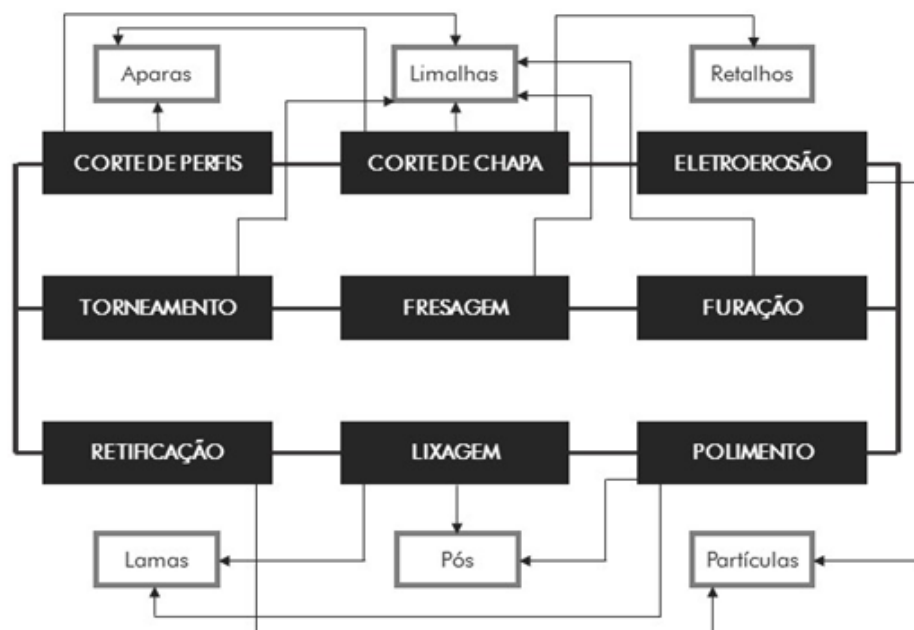 Aparas
Limalhas
Retalhos
CORTE DE PERFIS
CORTE DE CHAPA
ELETROEROSÃO
TORNEAMENTO
FRESAGEM
FURAÇÃO
RETIFICAÇÃO
LIXAGEM
POLIMENTO
Lamas
Pós
Partículas